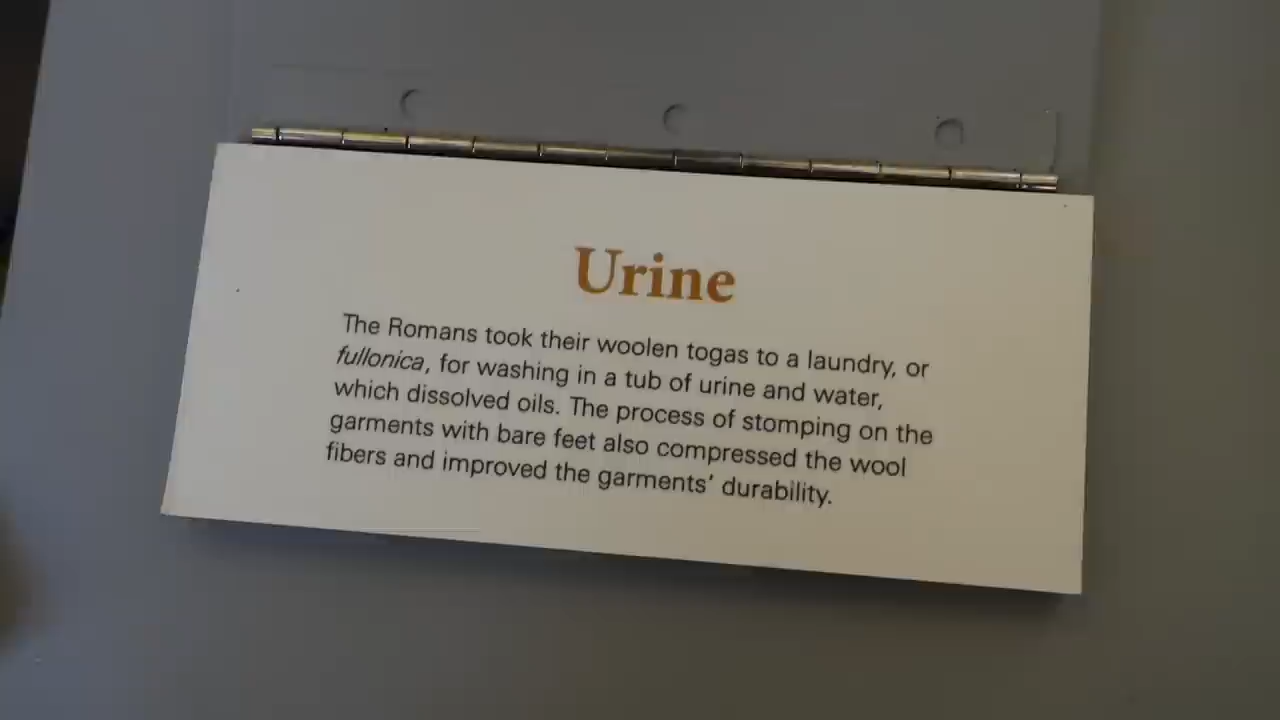 Urine
The Romans took their woolen togas to a laundry, or
fullonica, for washing in a tub of urine and water,
which dissolved oils. The process of stomping on the
garments with bare feet also compressed the wool
fibers and improved the garments' durability.